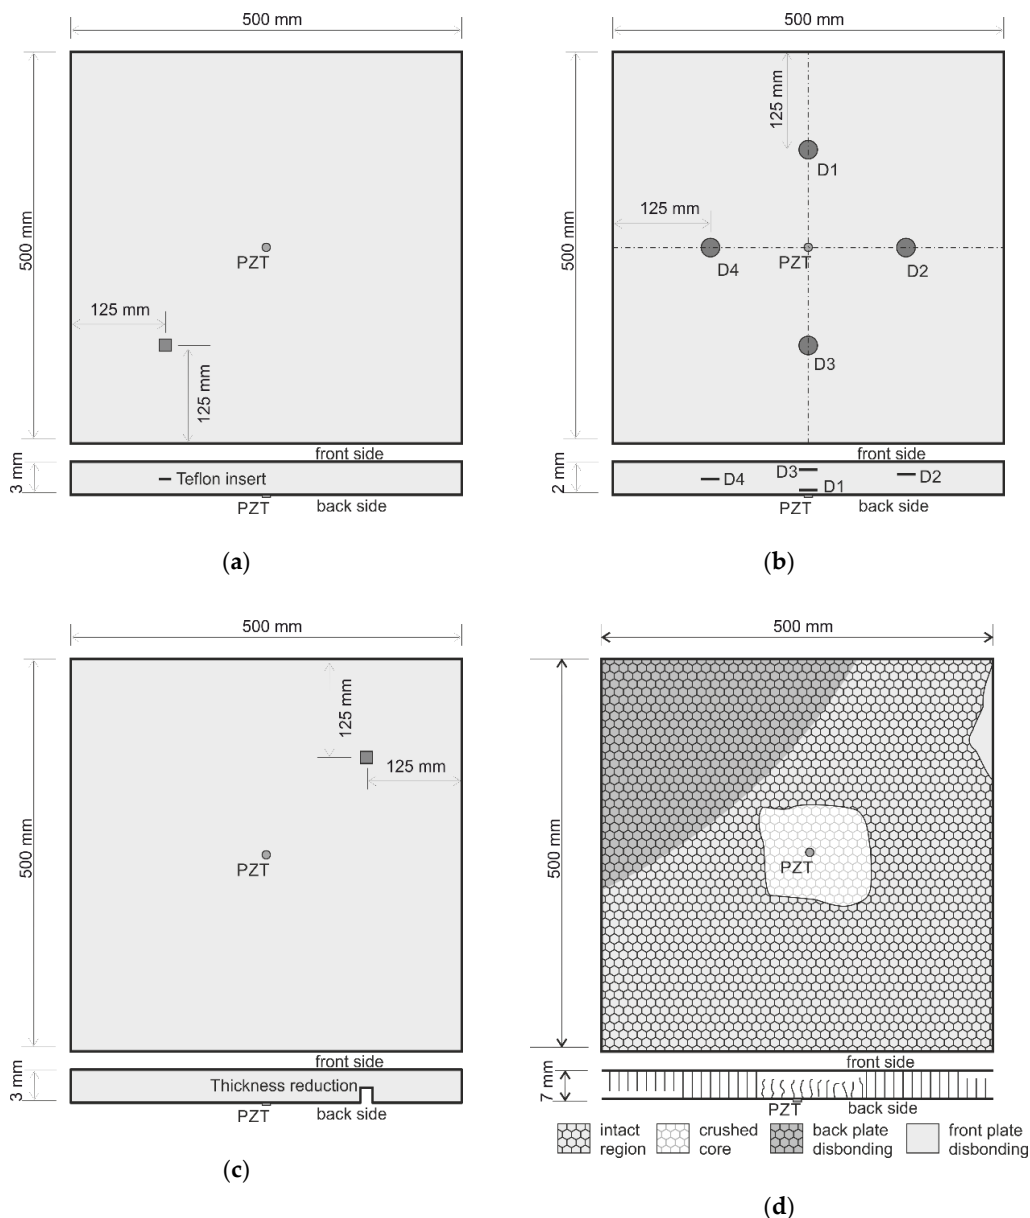 500 mm
500 mm
PZT
125 mm
125 mm
front side
3 mm
Teflon insert
PZT
back side
(a)
500 mm
500 mm
125 mm
D1
125 mm
D4
PZT
D2
D3
front side
2 mm
D4
D3
D1
D2
PZT
back side
(b)
500 mm
500 mm
125 mm
125 mm
PZT
front side
3 mm
Thickness reduction
PZT
back side
(c)
500 mm
500 mm
PZT
front side
7 mm
PZT
back side
intact
region
crushed
core
back plate
disbonding
front plate
disbonding
(d)